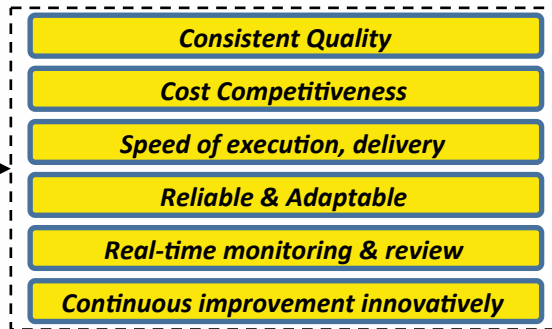 Consistent Quality
Cost Competitiveness
Speed of execution, delivery
Reliable & Adaptable
Real-time monitoring & review
Continuous improvement innovatively